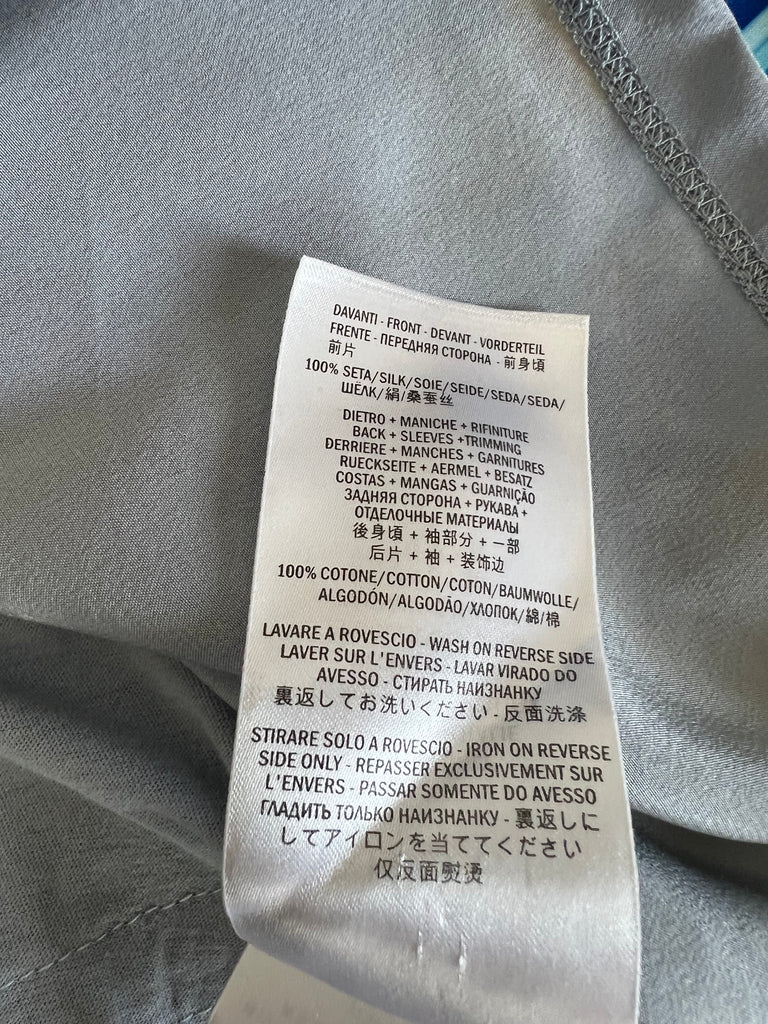 DAVANTI - FRONT - DEVANT - VORDERTEIL
FRENTE - ПЕРЕДНЯЯ СТОРОНА - 前身頃
前片
100% SETA/SILK/SOIE/SEIDE/SEDA/SEDA/
ШЁЛК/絹/桑蚕丝
DIETRO + MANICHE + RIFINITURE
BACK + SLEEVES +TRIMMING
DERRIERE + MANCHES + GARNITURES
RUECKSEITE + AERMEL + BESATZ
COSTAS + MANGAS + GUARNIÇÃO
ЗАДНЯЯ СТОРОНА + РУКАВА +
ОТДЕЛОЧНЫЕ МАТЕРИАЛЫ
後身頃 + 袖部分 + 一部
后片 + 袖 + 装饰边
100% COTONE/COTTON/COTON/BAUMWOLLE/
ALGODÓN/ALGODÃO/ХЛОПОК/綿/棉
LAVARE A ROVESCIO - WASH ON REVERSE SIDE
LAVER SUR L'ENVERS - LAVAR VIRADO DO
AVESSO - СТИРАТЬ НАИЗНАНКУ
裏返してお洗いください - 反面洗涤
STIRARE SOLO A ROVESCIO - IRON ON REVERSE
SIDE ONLY - REPASSER EXCLUSIVEMENT SUR
L'ENVERS - PASSAR SOMENTE DO AVESSO
ГЛАДИТЬ ТОЛЬКО НАИЗНАНКУ - 裏返しに
してアイロンを当ててください
仅反面熨烫